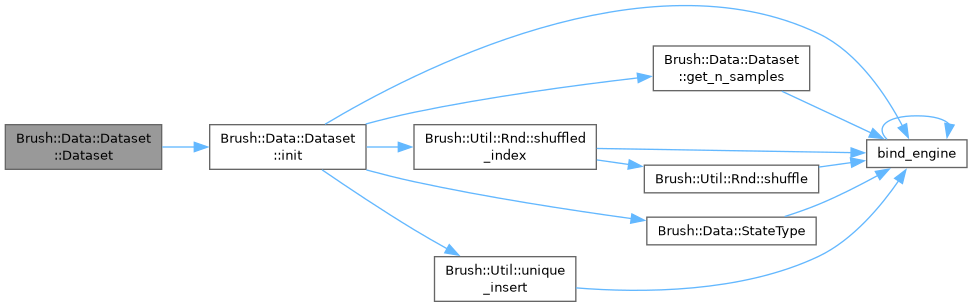 Brush::Data::Dataset
::Dataset
Brush::Data::Dataset
::init
Brush::Data::Dataset
::get_n_samples
Brush::Util::Rnd::shuffled
_index
Brush::Util::Rnd::shuffle
Brush::Data::StateType
Brush::Util::unique
_insert
bind_engine